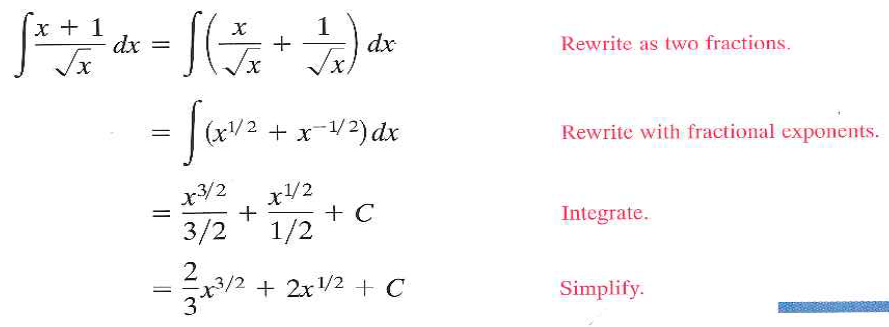 ∫ (x + 1)/√x dx = ∫ (x/√x + 1/√x) dx Rewrite as two fractions.
= ∫ (x^{1/2} + x^{-1/2}) dx Rewrite with fractional exponents.
= x^{3/2}/(3/2) + x^{1/2}/(1/2) + C Integrate.
= 2/3 x^{3/2} + 2x^{1/2} + C Simplify.